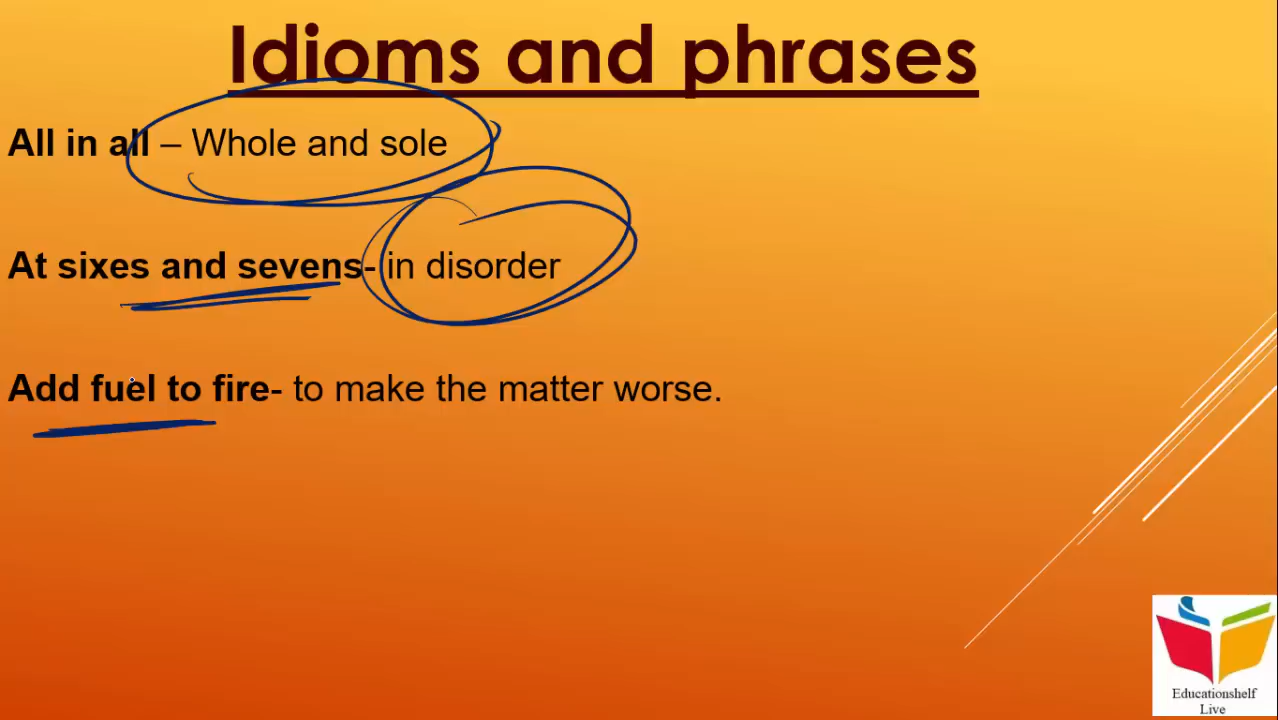 Idioms and phrases
All in all – Whole and sole
At sixes and sevens- in disorder
Add fuel to fire- to make the matter worse.
Educationshelf
Live